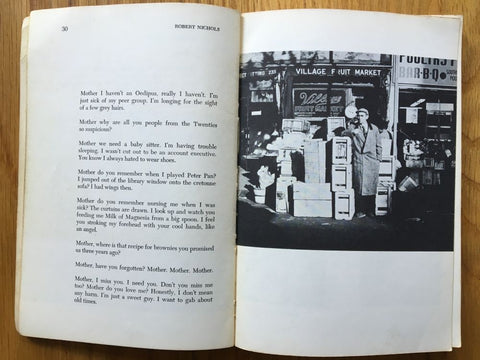 30
ROBERT NICHOLS
Mother I haven't an Oedipus, really I haven't. I'm
just sick of my peer group. I'm longing for the sight
of a few grey hairs.
Mother why are all you people from the Twenties
so suspicious?
Mother we need a baby sitter. I'm having trouble
sleeping. I wasn't cut out to be an account executive.
You know I always hated to wear shoes.
Mother do you remember when I played Peter Pan?
I jumped out of the library window onto the cretonne
sofa? I had wings then.
Mother do you remember nursing me when I was
sick? The curtains are drawn. I look up and watch you
feeding me Milk of Magnesia from a big spoon. I feel
you stroking my forehead with your cool hands, like
an angel.
Mother, where is that recipe for brownies you promised
us three years ago?
Mother, have you forgotten? Mother. Mother. Mother.
Mother, I miss you. I need you. Don't you miss me
too? Mother do you love me? Honestly, I don't mean
any harm. I'm just a sweet guy. I want to gab about
old times.
VILLAGE FRUIT MARKET
Village
FRUIT MARKET
POULTRY
BAR-B-Q